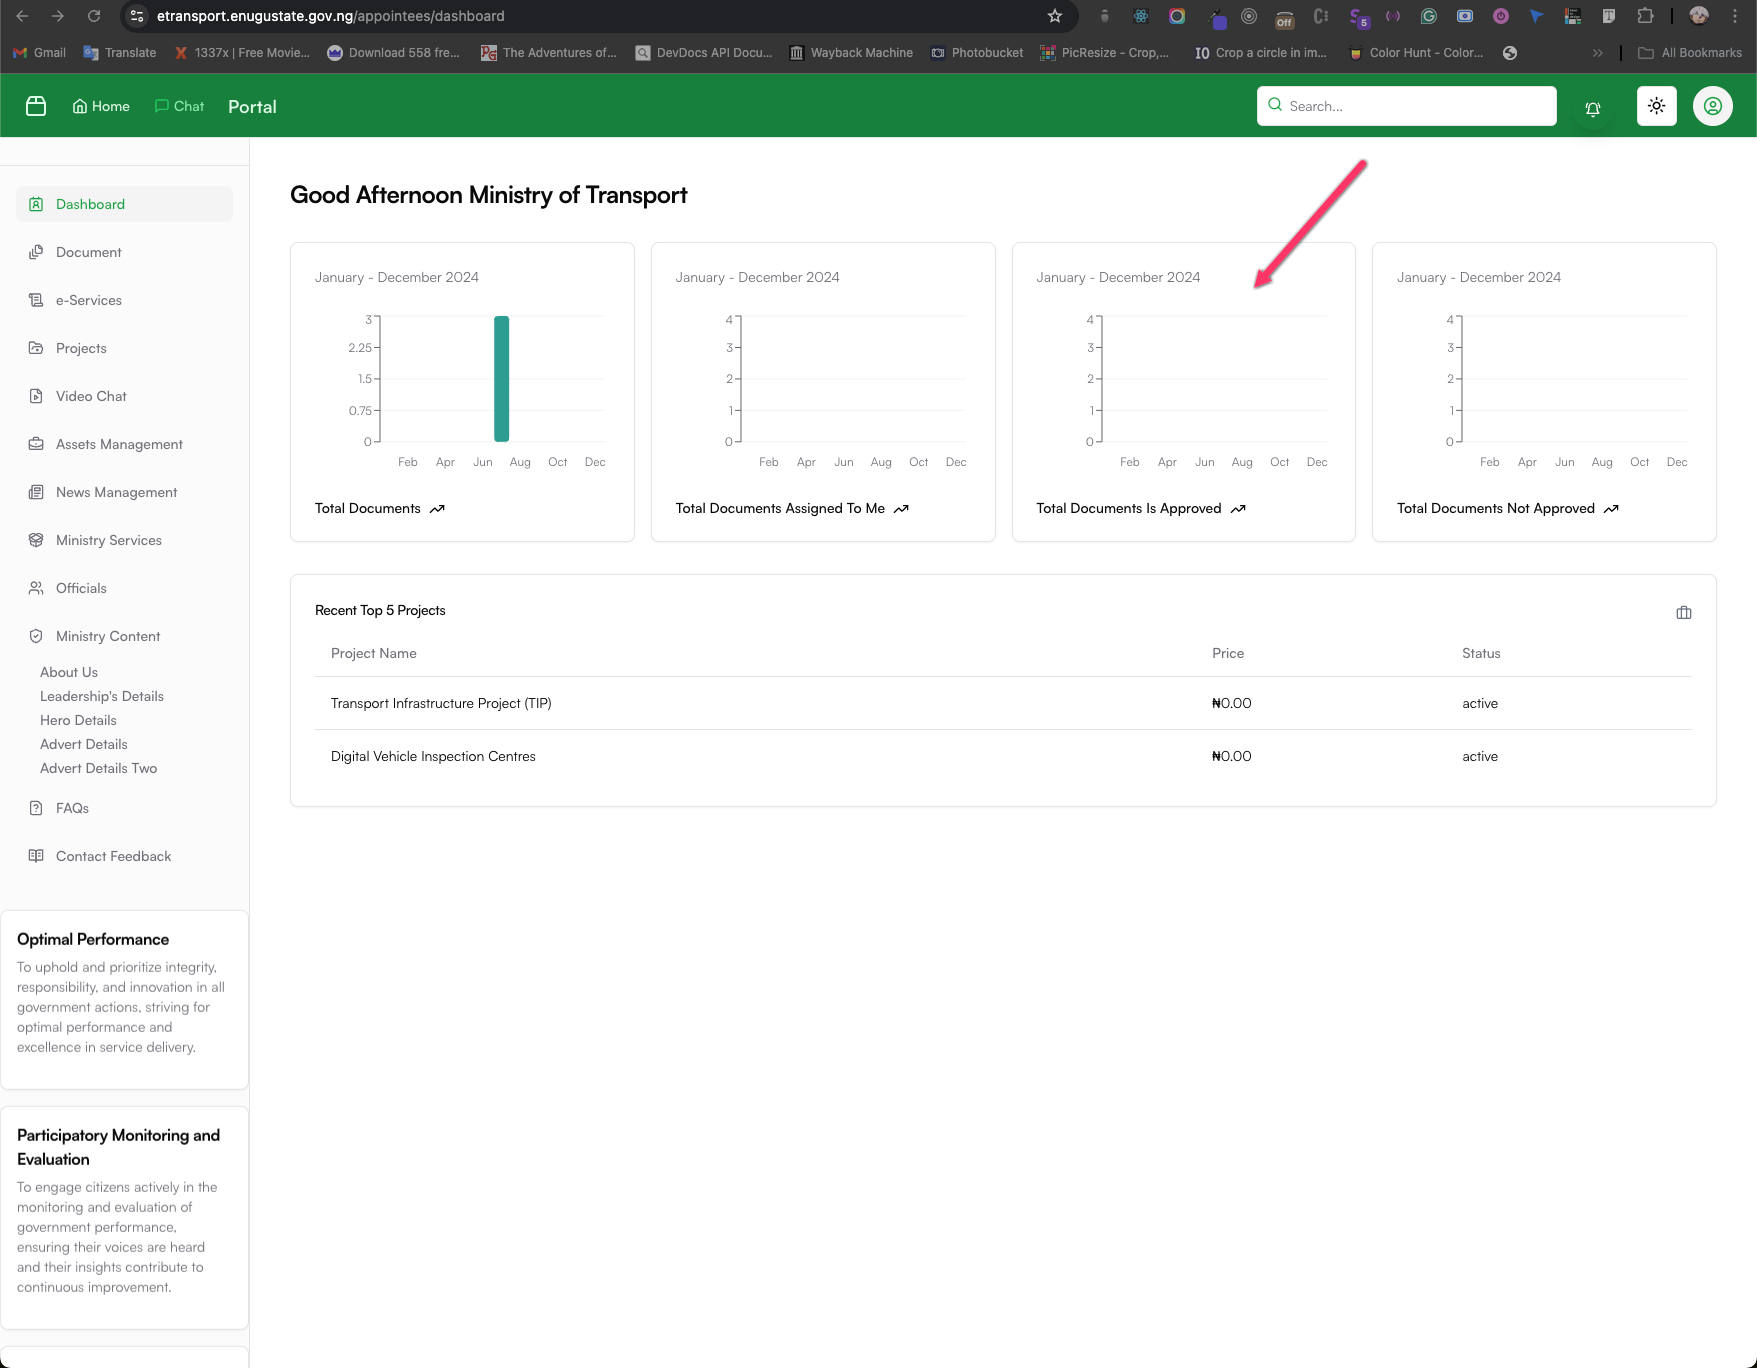 etransport.enugustate.gov.ng/appointees/dashboard
Off
5
Gmail
Translate
1337x | Free Movie...
Download 558 fre...
The Adventures of...
DevDocs API Docu...
Wayback Machine
Photobucket
PicResize - Crop,...
Crop a circle in im...
Color Hunt - Color...
All Bookmarks
Home
Chat
Portal
Search...
Dashboard
Document
e-Services
Projects
Video Chat
Assets Management
News Management
Ministry Services
Officials
Ministry Content
About Us
Leadership's Details
Hero Details
Advert Details
Advert Details Two
FAQs
Contact Feedback
Optimal Performance
To uphold and prioritize integrity,
responsibility, and innovation in all
government actions, striving for
optimal performance and
excellence in service delivery.
Participatory Monitoring and
Evaluation
To engage citizens actively in the
monitoring and evaluation of
government performance,
ensuring their voices are heard
and their insights contribute to
continuous improvement.
Good Afternoon Ministry of Transport
January - December 2024
3
2.25
1.5
0.75
0
Feb Apr Jun Aug Oct Dec
Total Documents
January - December 2024
4
3
2
1
0
Feb Apr Jun Aug Oct Dec
Total Documents Assigned To Me
January - December 2024
4
3
2
1
0
Feb Apr Jun Aug Oct Dec
Total Documents Is Approved
January - December 2024
4
3
2
1
0
Feb Apr Jun Aug Oct Dec
Total Documents Not Approved
Recent Top 5 Projects
Project Name Price Status
Transport Infrastructure Project (TIP) ₦0.00 active
Digital Vehicle Inspection Centres ₦0.00 active